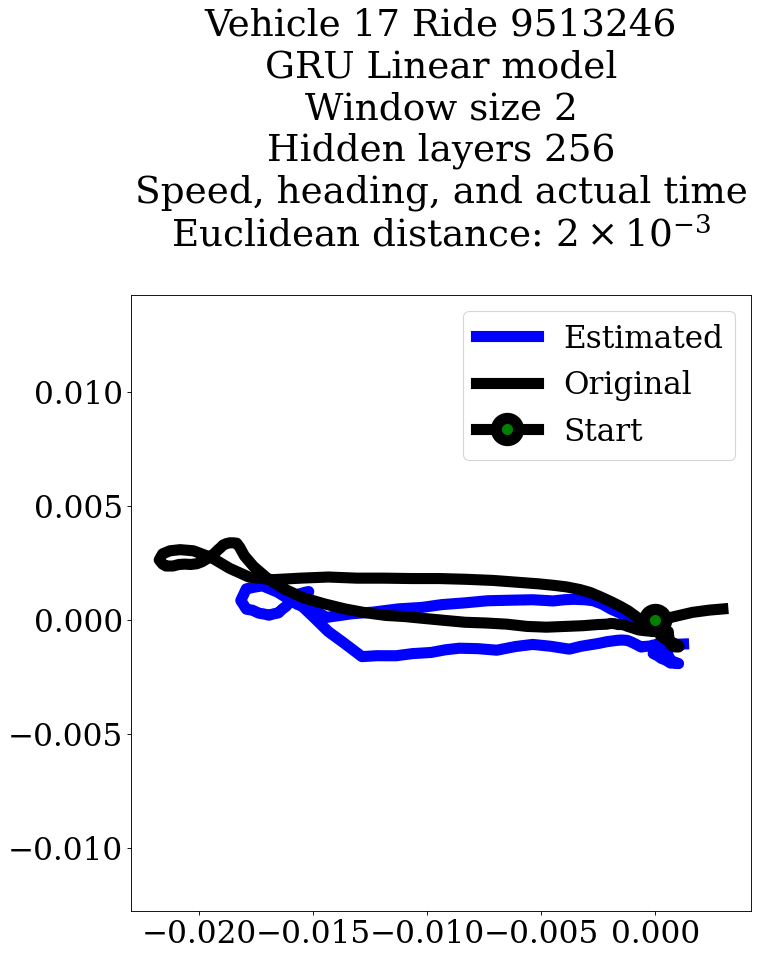 Vehicle 17 Ride 9513246
GRU Linear model
Window size 2
Hidden layers 256
Speed, heading, and actual time
Euclidean distance: 2 × 10⁻³
Estimated
Original
Start
0.010
0.005
0.000
−0.005
−0.010
−0.020 −0.015 −0.010 −0.005 0.000